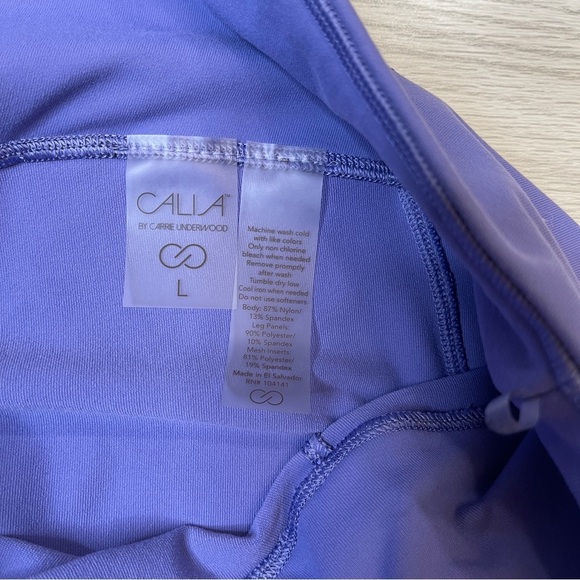 CALIA™
BY CARRIE UNDERWOOD
L
Machine wash cold
with like colors
Only non chlorine
bleach when needed
Remove promptly
after wash
Tumble dry low
Cool iron when needed
Do not use softeners
Body: 87% Nylon/
13% Spandex
Leg Panels:
90% Polyester/
10% Spandex
Mesh Inserts:
81% Polyester/
19% Spandex
Made in El Salvador
RN# 104141